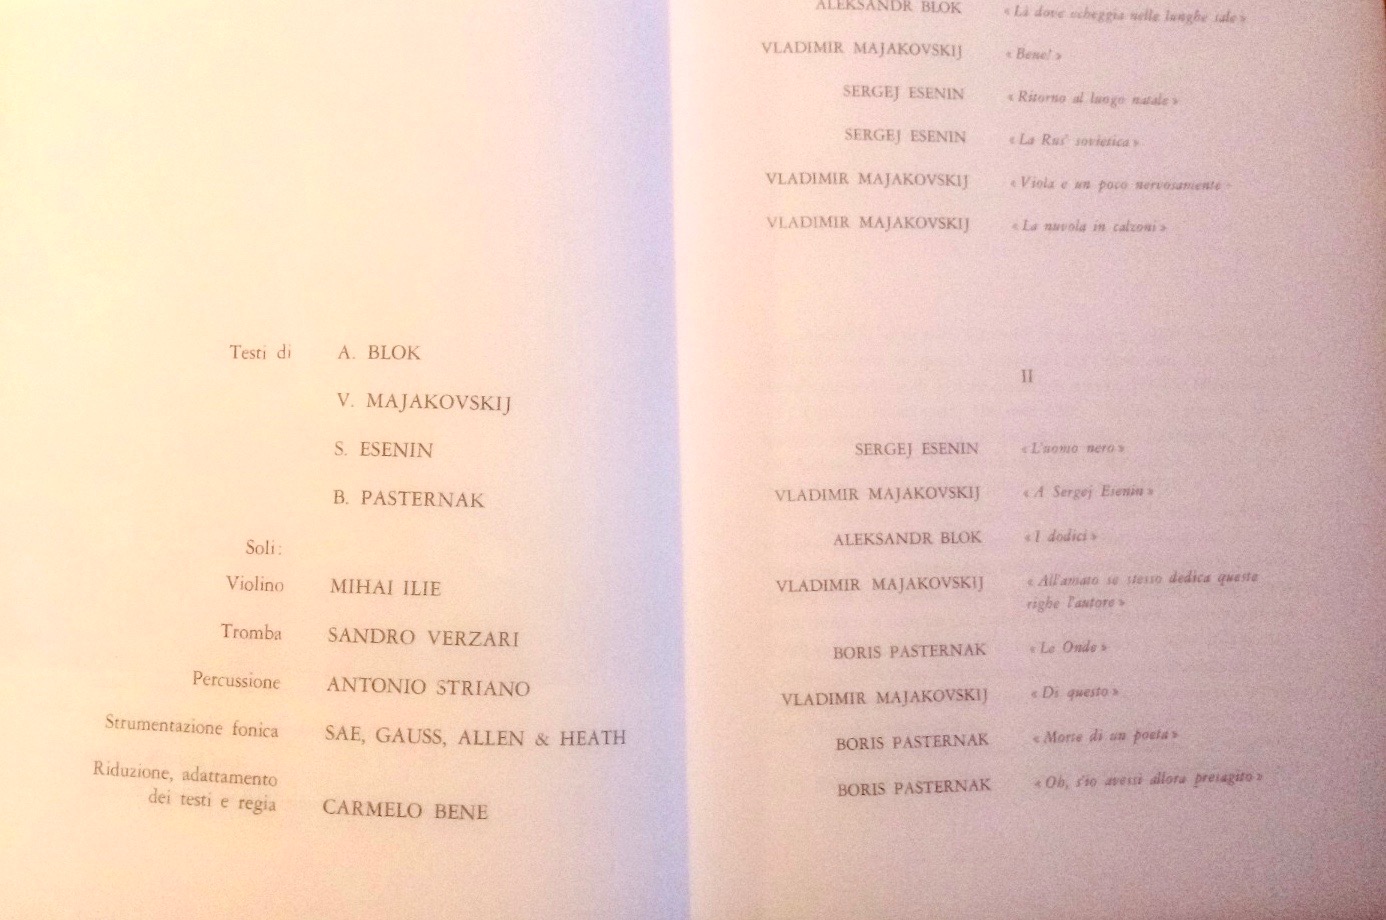 Testi di A. BLOK
V. MAJAKOVSKIJ
S. ESENIN
B. PASTERNAK
Soli:
Violino MIHAI ILIE
Tromba SANDRO VERZARI
Percussione ANTONIO STRIANO
Strumentazione fonica SAE, GAUSS, ALLEN & HEATH
Riduzione, adattamento
dei testi e regia CARMELO BENE
ALEKSANDR BLOK « Là dove echeggia nelle lunghe sale »
VLADIMIR MAJAKOVSKIJ « Bene! »
SERGEJ ESENIN « Ritorno al luogo natale »
SERGEJ ESENIN « La Rus' sovietica »
VLADIMIR MAJAKOVSKIJ « Viola e un poco nervosamente »
VLADIMIR MAJAKOVSKIJ « La nuvola in calzoni »
II
SERGEJ ESENIN « L'uomo nero »
VLADIMIR MAJAKOVSKIJ « A Sergej Esenin »
ALEKSANDR BLOK « I dodici »
VLADIMIR MAJAKOVSKIJ « All'amato se stesso dedica queste
righe l'autore »
BORIS PASTERNAK « Le Onde »
VLADIMIR MAJAKOVSKIJ « Di questo »
BORIS PASTERNAK « Morte di un poeta »
BORIS PASTERNAK « Oh, s'io avessi allora presagito »